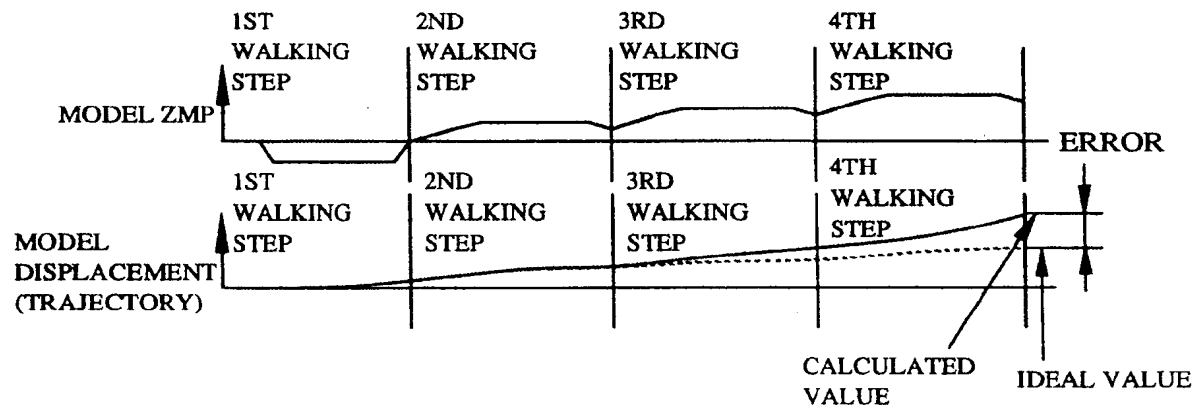 1ST
WALKING
STEP
2ND
WALKING
STEP
3RD
WALKING
STEP
4TH
WALKING
STEP
MODEL ZMP
ERROR
1ST
WALKING
STEP
2ND
WALKING
STEP
3RD
WALKING
STEP
4TH
WALKING
STEP
MODEL
DISPLACEMENT
(TRAJECTORY)
CALCULATED
VALUE
IDEAL VALUE